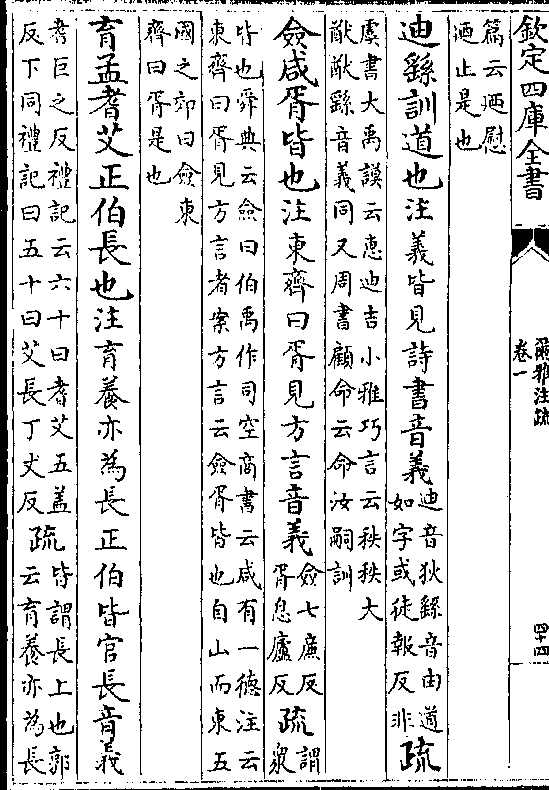 欽定四庫全書
爾雅注疏
卷一
四十四
篇云迺慰
迺止是也
迪繇訓道也注義皆見詩書音義
迪音狄繇音由道
如字或徒報反非
疏
虞書大禹謨云惠迪吉小雅巧言云秩秩大
猷猷繇音義同又周書顧命云命汝嗣訓
僉咸胥皆也注東齊曰胥見方言音義
僉七廉反
胥息廬反
疏
謂
衆
皆也舜典云僉曰伯禹作司空商書云咸有一德注云
東齊曰胥見方言者案方言云僉胥皆也自山而東五
國之郊曰僉東
齊曰胥是也
育孟耆艾正伯長也注育養亦為長正伯皆官長音義
耆巨之反禮記云六十曰耆艾五盖
反下同禮記曰五十曰艾長丁丈反
疏
皆謂長上也郭
云育養亦為長